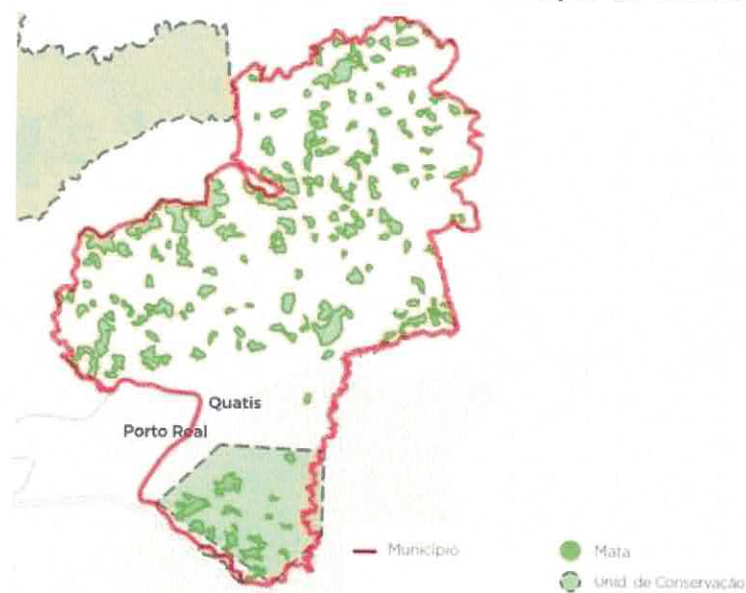 Quatis
Porto Real
Município
Mata
Unid. de Conservação